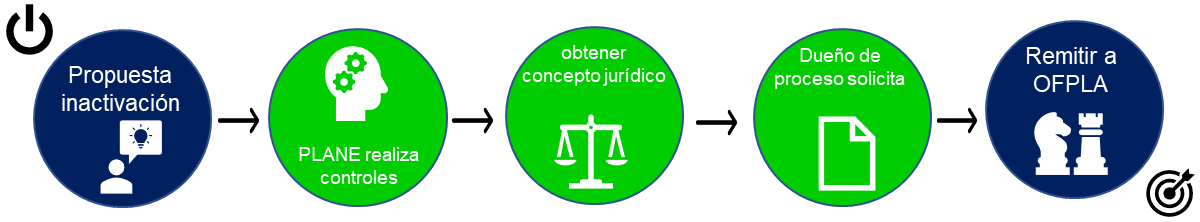 Propuesta
inactivación
PLANE realiza
controles
obtener
concepto jurídico
Dueño de
proceso solicita
Remitir a
OFPLA